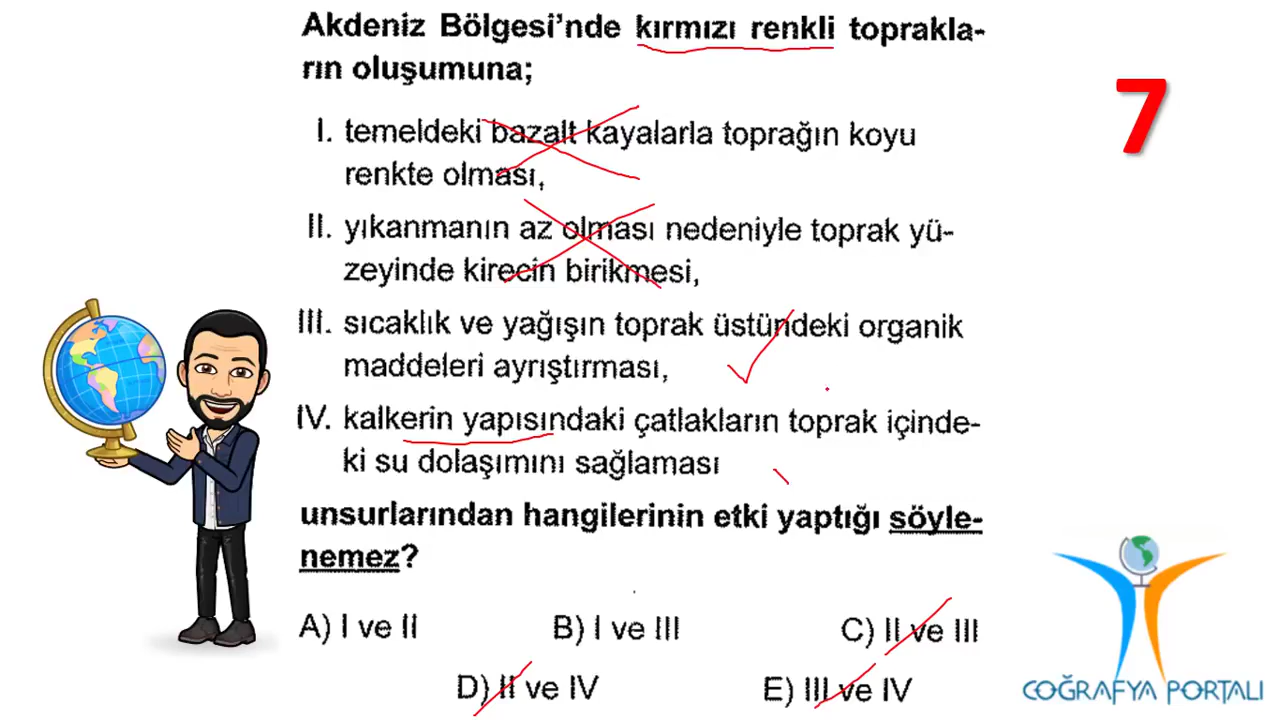 Akdeniz Bölgesi'nde kırmızı renkli toprakla-
rın oluşumuna;
7
I. temeldeki bazalt kayalarla toprağın koyu
renkte olması,
II. yıkanmanın az olması nedeniyle toprak yü-
zeyinde kirecin birikmesi,
III. sıcaklık ve yağışın toprak üstündeki organik
maddeleri ayrıştırması,
IV. kalkerin yapısındaki çatlakların toprak içinde-
ki su dolaşımını sağlaması
unsurlarından hangilerinin etki yaptığı söyle-
nemez?
A) I ve II B) I ve III C) II ve III
D) II ve IV E) III ve IV
COĞRAFYA PORTALI